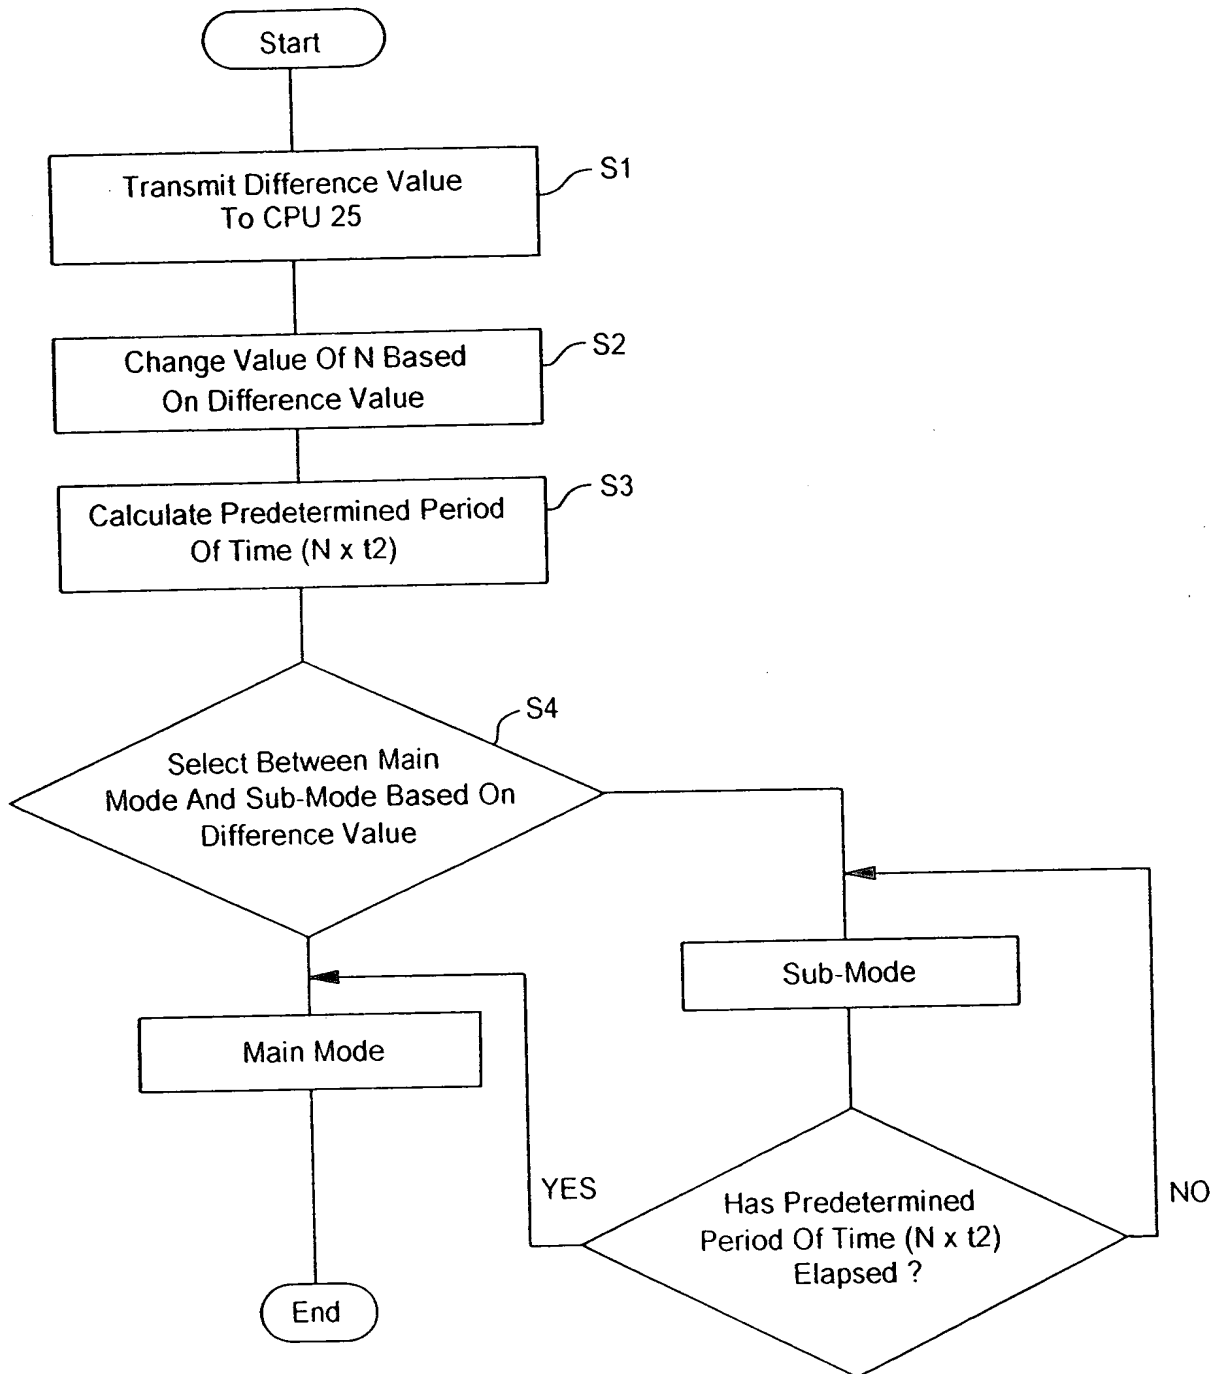 Start
Transmit Difference Value
To CPU 25
S1
Change Value Of N Based
On Difference Value
S2
Calculate Predetermined Period
Of Time (N x t2)
S3
Select Between Main
Mode And Sub-Mode Based On
Difference Value
S4
Sub-Mode
Main Mode
YES
Has Predetermined
Period Of Time (N x t2)
Elapsed ?
NO
End